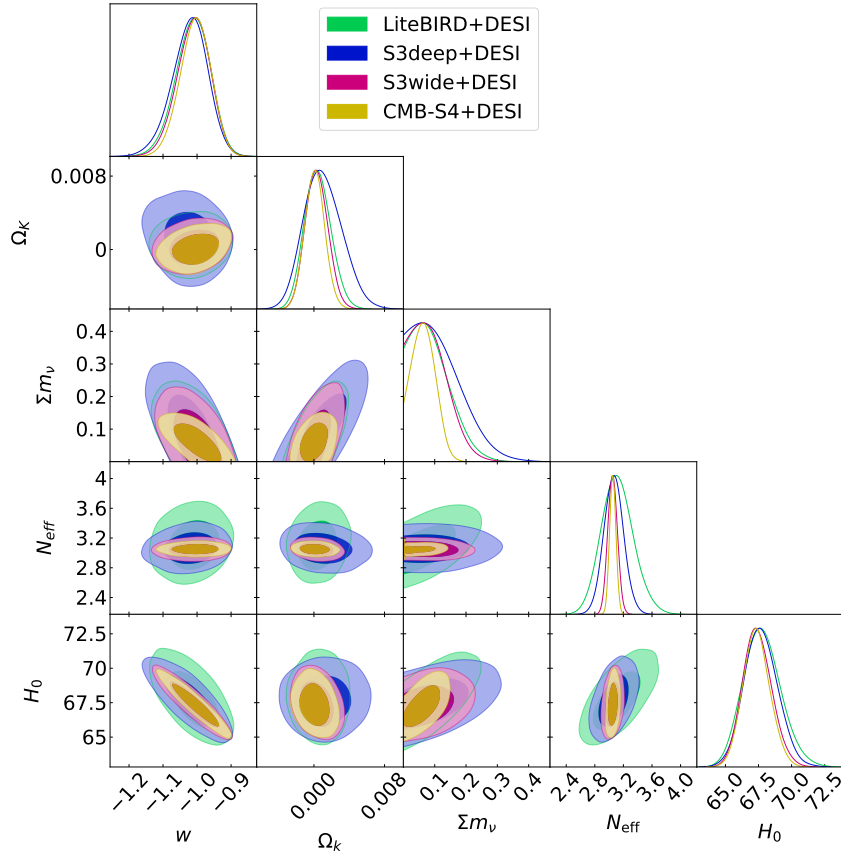 LiteBIRD+DESI
S3deep+DESI
S3wide+DESI
CMB-S4+DESI
0.008
0
Ω_K
0.4
0.3
0.2
0.1
Σm_ν
4
3.6
3.2
2.8
2.4
N_eff
72.5
70
67.5
65
H_0
−1.2 −1.1 −1.0 −0.9
0.000 0.008
0.1 0.2 0.3 0.4
2.4 3.0 3.6 4.0
65.0 67.5 70.0 72.5
w Ω_K Σm_ν N_eff H_0